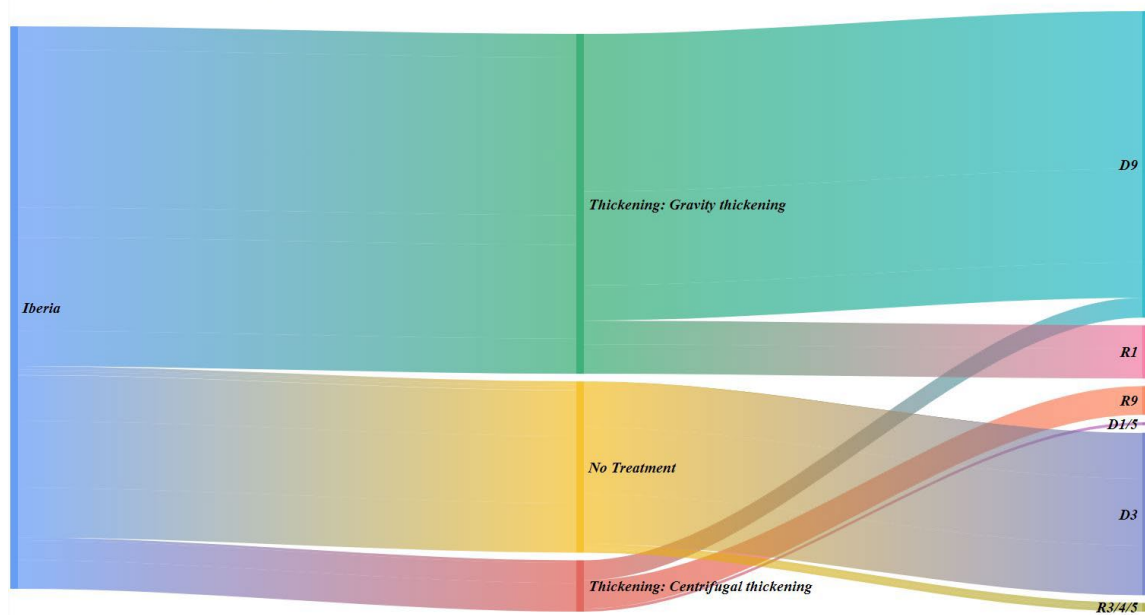 Iberia
Thickening: Gravity thickening
No Treatment
Thickening: Centrifugal thickening
D9
R1
R9
D1/5
D3
R3/4/5